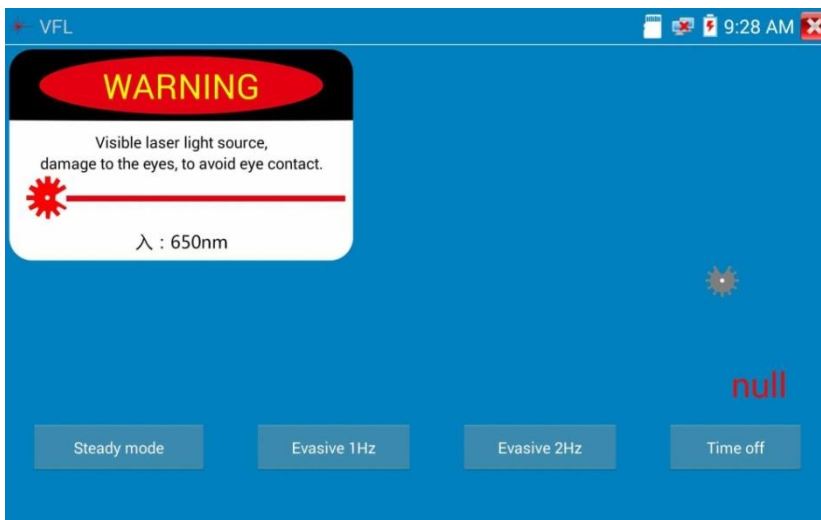 VFL
9:28 AM
WARNING
Visible laser light source,
damage to the eyes, to avoid eye contact.
入 : 650nm
null
Steady mode
Evasive 1Hz
Evasive 2Hz
Time off